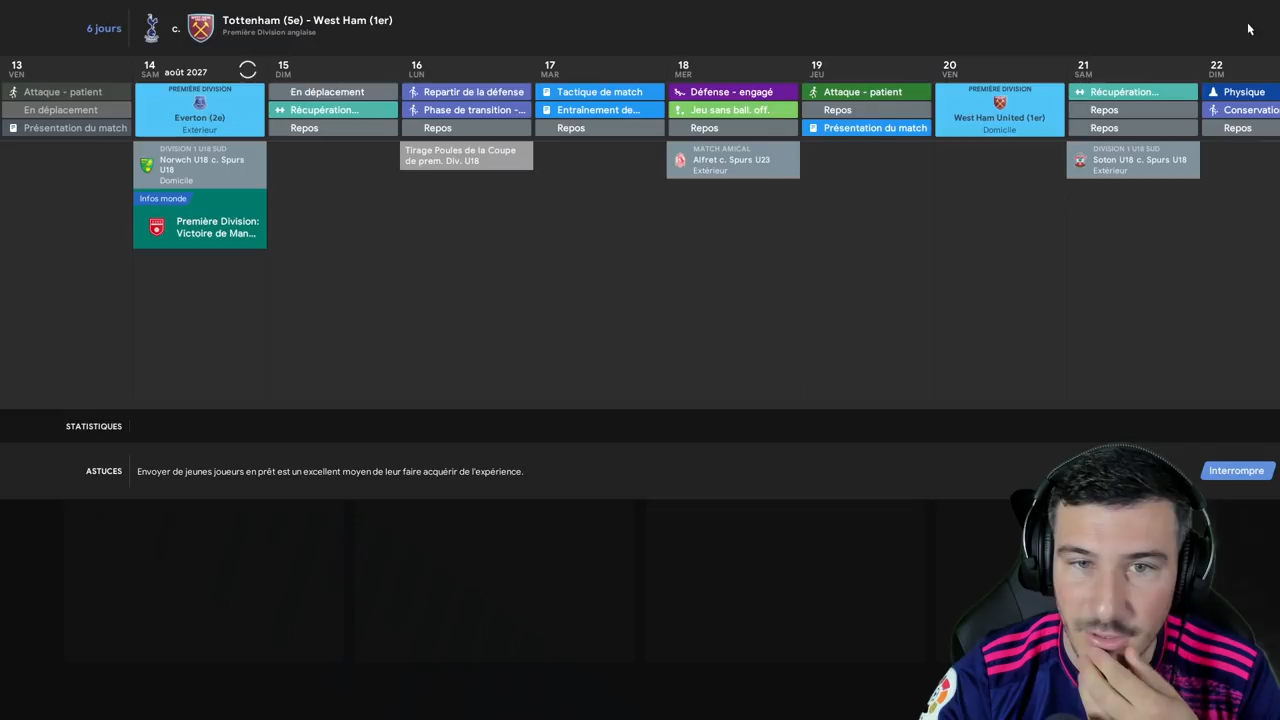 6 jours
c.
Tottenham (5e) - West Ham (1er)
Première Division anglaise
13
VEN
14
SAM
août 2027
15
DIM
16
LUN
17
MAR
18
MER
19
JEU
20
VEN
21
SAM
22
DIM
Attaque - patient
En déplacement
Présentation du match
PREMIÈRE DIVISION
Everton (2e)
Extérieur
En déplacement
Récupération...
Repos
Repartir de la défense
Phase de transition -...
Repos
Tactique de match
Entraînement de...
Repos
Défense - engagé
Jeu sans ball. off.
Repos
Attaque - patient
Repos
Présentation du match
PREMIÈRE DIVISION
West Ham United (1er)
Domicile
Récupération...
Repos
Repos
Physique
Conservatio
Repos
DIVISION 1 U18 SUD
Norwch U18 c. Spurs
U18
Domicile
Infos monde
Première Division:
Victoire de Man...
Tirage Poules de la Coupe
de prem. Div. U18
MATCH AMICAL
Alfret c. Spurs U23
Extérieur
DIVISION 1 U18 SUD
Soton U18 c. Spurs U18
Extérieur
STATISTIQUES
ASTUCES
Envoyer de jeunes joueurs en prêt est un excellent moyen de leur faire acquérir de l'expérience.
Interrompre